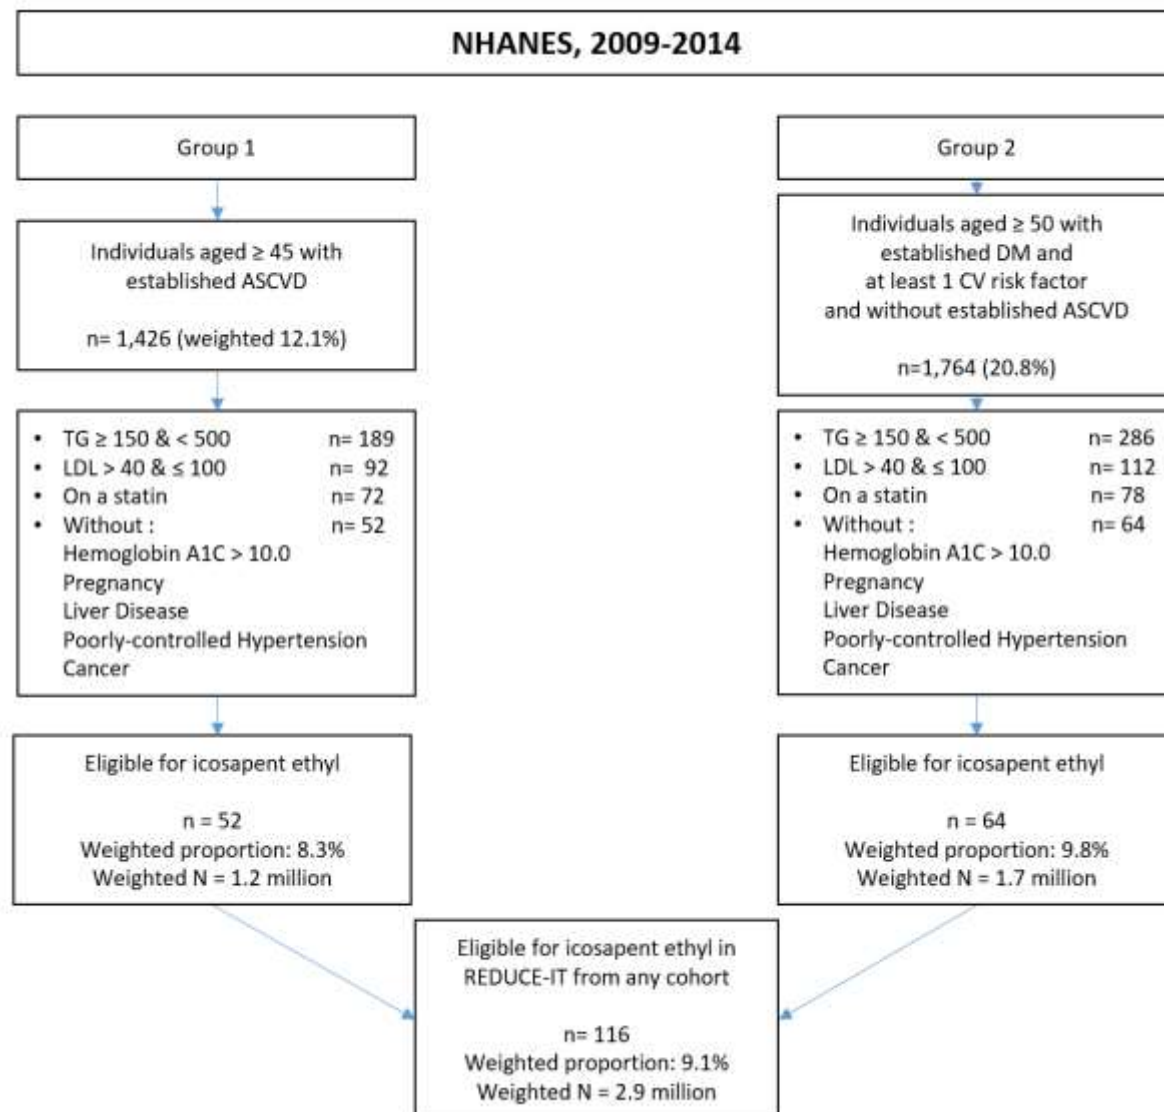 NHANES, 2009-2014
Group 1
Individuals aged ≥ 45 with
established ASCVD
n= 1,426 (weighted 12.1%)
• TG ≥ 150 & < 500 n= 189
• LDL > 40 & ≤ 100 n= 92
• On a statin n= 72
• Without : n= 52
Hemoglobin A1C > 10.0
Pregnancy
Liver Disease
Poorly-controlled Hypertension
Cancer
Eligible for icosapent ethyl
n = 52
Weighted proportion: 8.3%
Weighted N = 1.2 million
Group 2
Individuals aged ≥ 50 with
established DM and
at least 1 CV risk factor
and without established ASCVD
n=1,764 (20.8%)
• TG ≥ 150 & < 500 n= 286
• LDL > 40 & ≤ 100 n= 112
• On a statin n= 78
• Without : n= 64
Hemoglobin A1C > 10.0
Pregnancy
Liver Disease
Poorly-controlled Hypertension
Cancer
Eligible for icosapent ethyl
n = 64
Weighted proportion: 9.8%
Weighted N = 1.7 million
Eligible for icosapent ethyl in
REDUCE-IT from any cohort
n= 116
Weighted proportion: 9.1%
Weighted N = 2.9 million